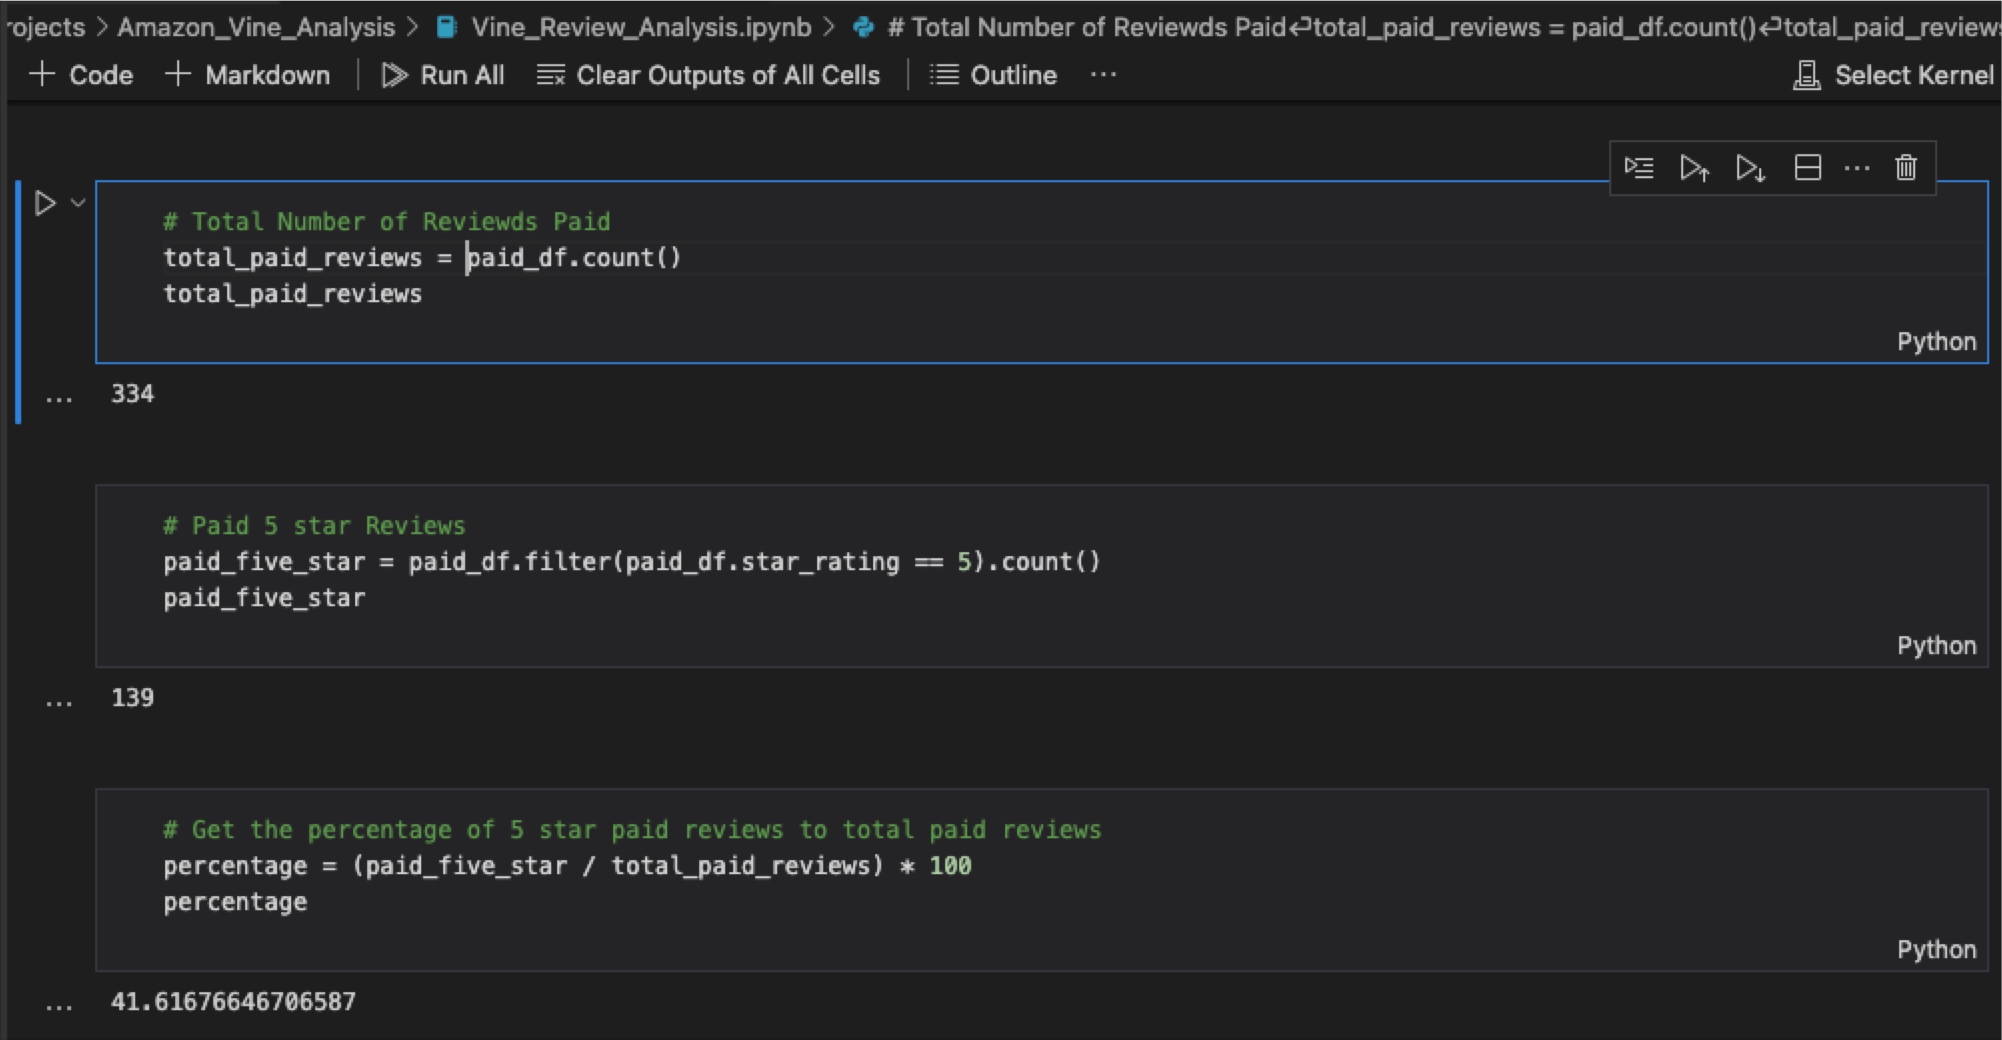 rojects > Amazon_Vine_Analysis > Vine_Review_Analysis.ipynb > # Total Number of Reviewds Paid↵total_paid_reviews = paid_df.count()↵total_paid_reviews
+ Code + Markdown | Run All Clear Outputs of All Cells | Outline ... Select Kernel
# Total Number of Reviewds Paid
total_paid_reviews = paid_df.count()
total_paid_reviews
Python
... 334
# Paid 5 star Reviews
paid_five_star = paid_df.filter(paid_df.star_rating == 5).count()
paid_five_star
Python
... 139
# Get the percentage of 5 star paid reviews to total paid reviews
percentage = (paid_five_star / total_paid_reviews) * 100
percentage
Python
... 41.61676646706587